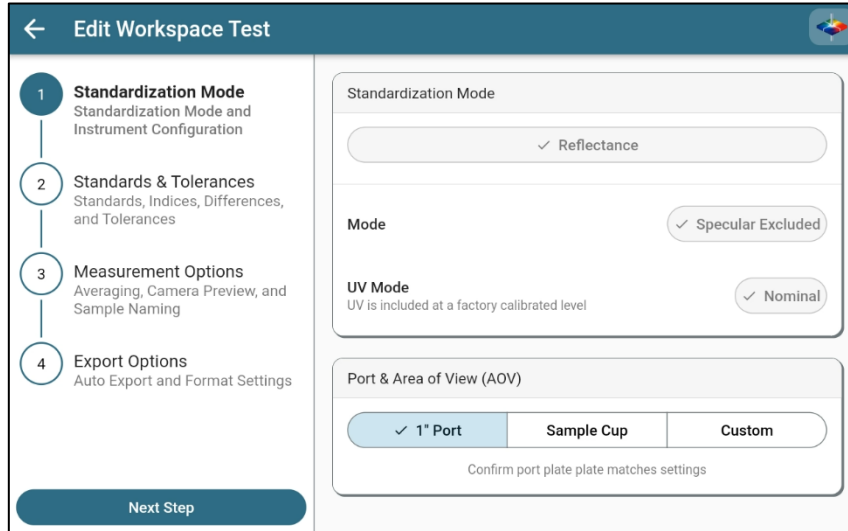 Edit Workspace Test
1
Standardization Mode
Standardization Mode and
Instrument Configuration
2
Standards & Tolerances
Standards, Indices, Differences,
and Tolerances
3
Measurement Options
Averaging, Camera Preview, and
Sample Naming
4
Export Options
Auto Export and Format Settings
Next Step
Standardization Mode
Reflectance
Mode
Specular Excluded
UV Mode
UV is included at a factory calibrated level
Nominal
Port & Area of View (AOV)
1" Port
Sample Cup
Custom
Confirm port plate plate matches settings